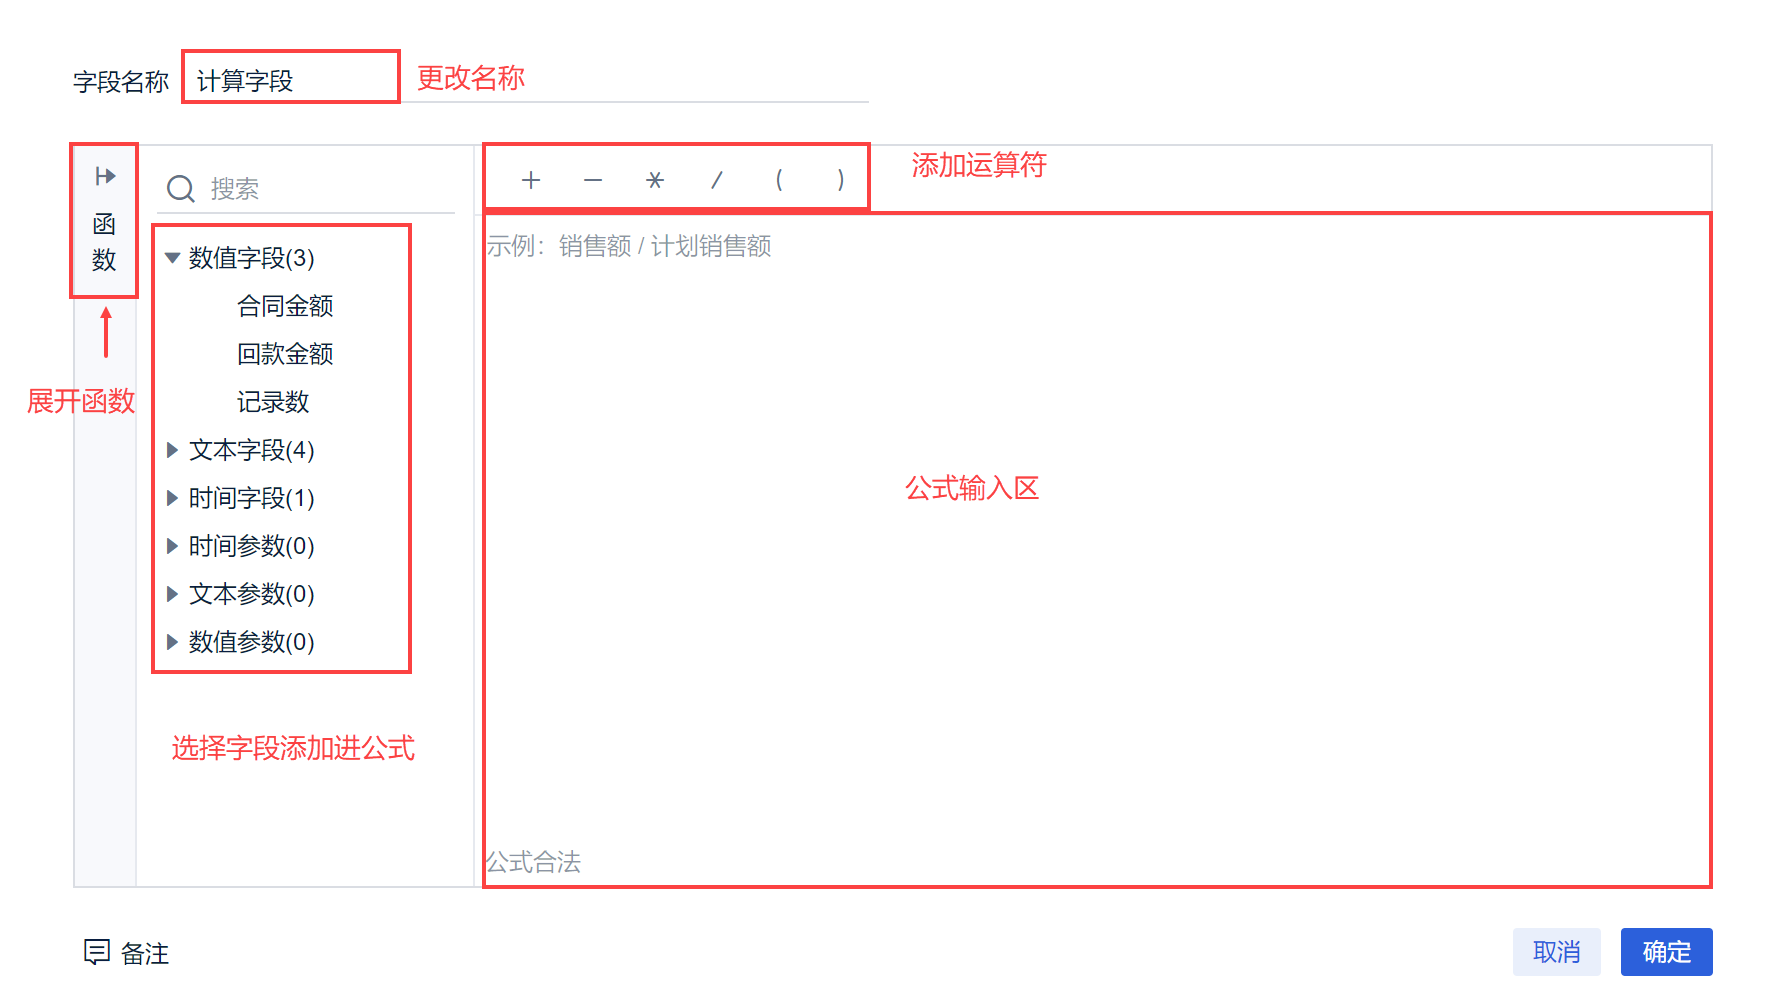 字段名称 计算字段 更改名称
函数
搜索
+ − * / ( ) 添加运算符
数值字段(3)
合同金额
回款金额
记录数
文本字段(4)
时间字段(1)
时间参数(0)
文本参数(0)
数值参数(0)
展开函数
选择字段添加进公式
示例：销售额 / 计划销售额
公式输入区
公式合法
备注
取消 确定